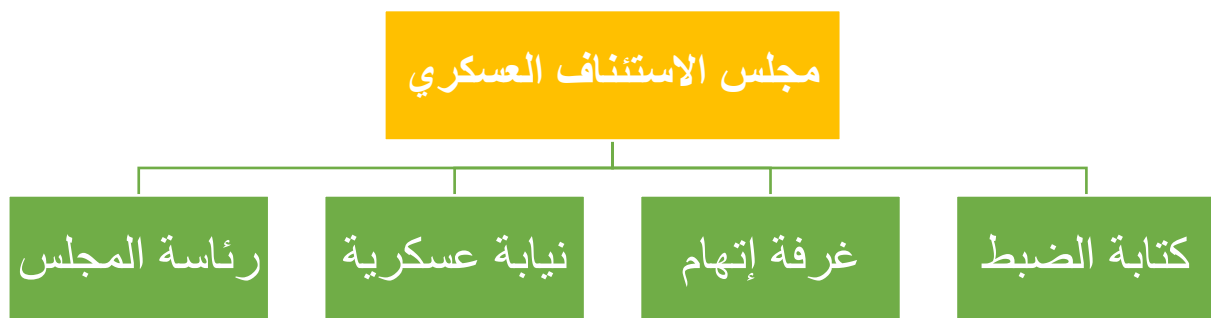 مجلس الاستئناف العسكري
كتابة الضبط
غرفة إتهام
نيابة عسكرية
رئاسة المجلس